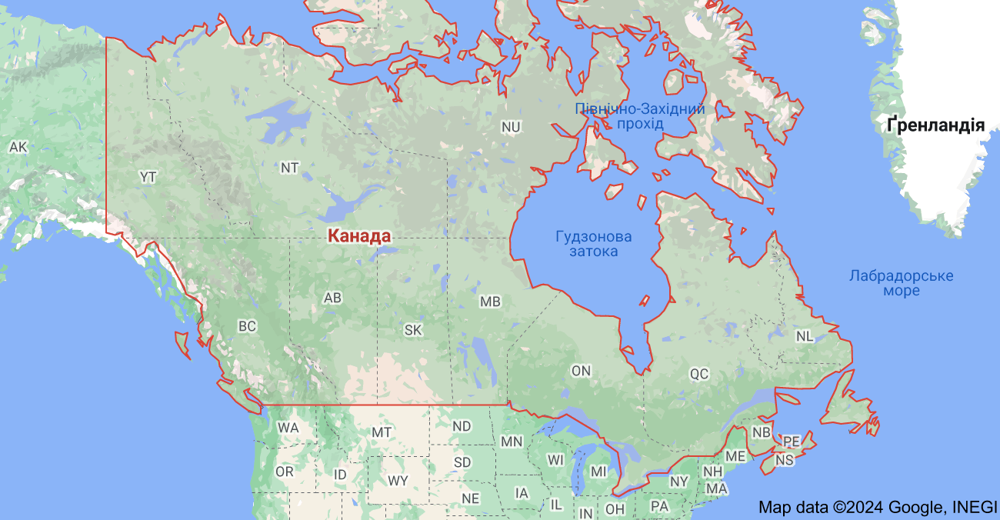 Північно-Західний
прохід
Ґренландія
AK
NU
NT
YT
Канада
Гудзонова
затока
Лабрадорське
море
AB
MB
BC
SK
NL
ON
QC
WA
MT
ND
MN
NB
PE
NS
OR
ID
WY
SD
WI
MI
NY
ME
NH
MA
NE
IA
IL
IN
OH
PA
Map data ©2024 Google, INEGI